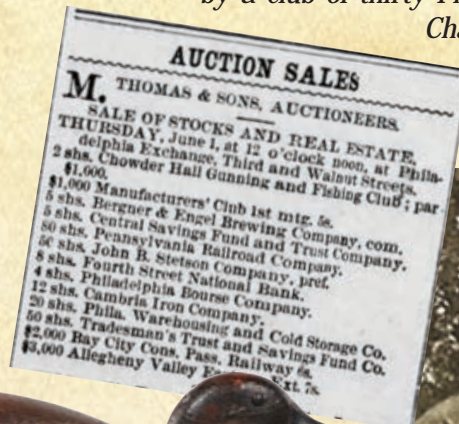 by a club of thirty
Cha
AUCTION SALES
M. THOMAS & SONS, AUCTIONEERS.
SALE OF STOCKS AND REAL ESTATE,
THURSDAY, June 1, at 12 o'clock noon, at Phila-
delphia Exchange, Third and Walnut Streets.
2 shs. Chowder Hall Gunning and Fishing Club; par
$1,000.
$1,000 Manufacturers' Club 1st mtg. 5s.
5 shs. Bergner & Engel Brewing Company, com.
5 shs. Central Savings Fund and Trust Company.
80 shs. Pennsylvania Railroad Company.
50 shs. John B. Stetson Company, pref.
8 shs. Fourth Street National Bank.
4 shs. Philadelphia Bourse Company.
12 shs. Cambria Iron Company.
20 shs. Phila. Warehousing and Cold Storage Co.
50 shs. Tradesman's Trust and Savings Fund Co.
$2,000 Bay City Cons. Pass. Railway 6s.
$3,000 Allegheny Valley Ext. 7s.